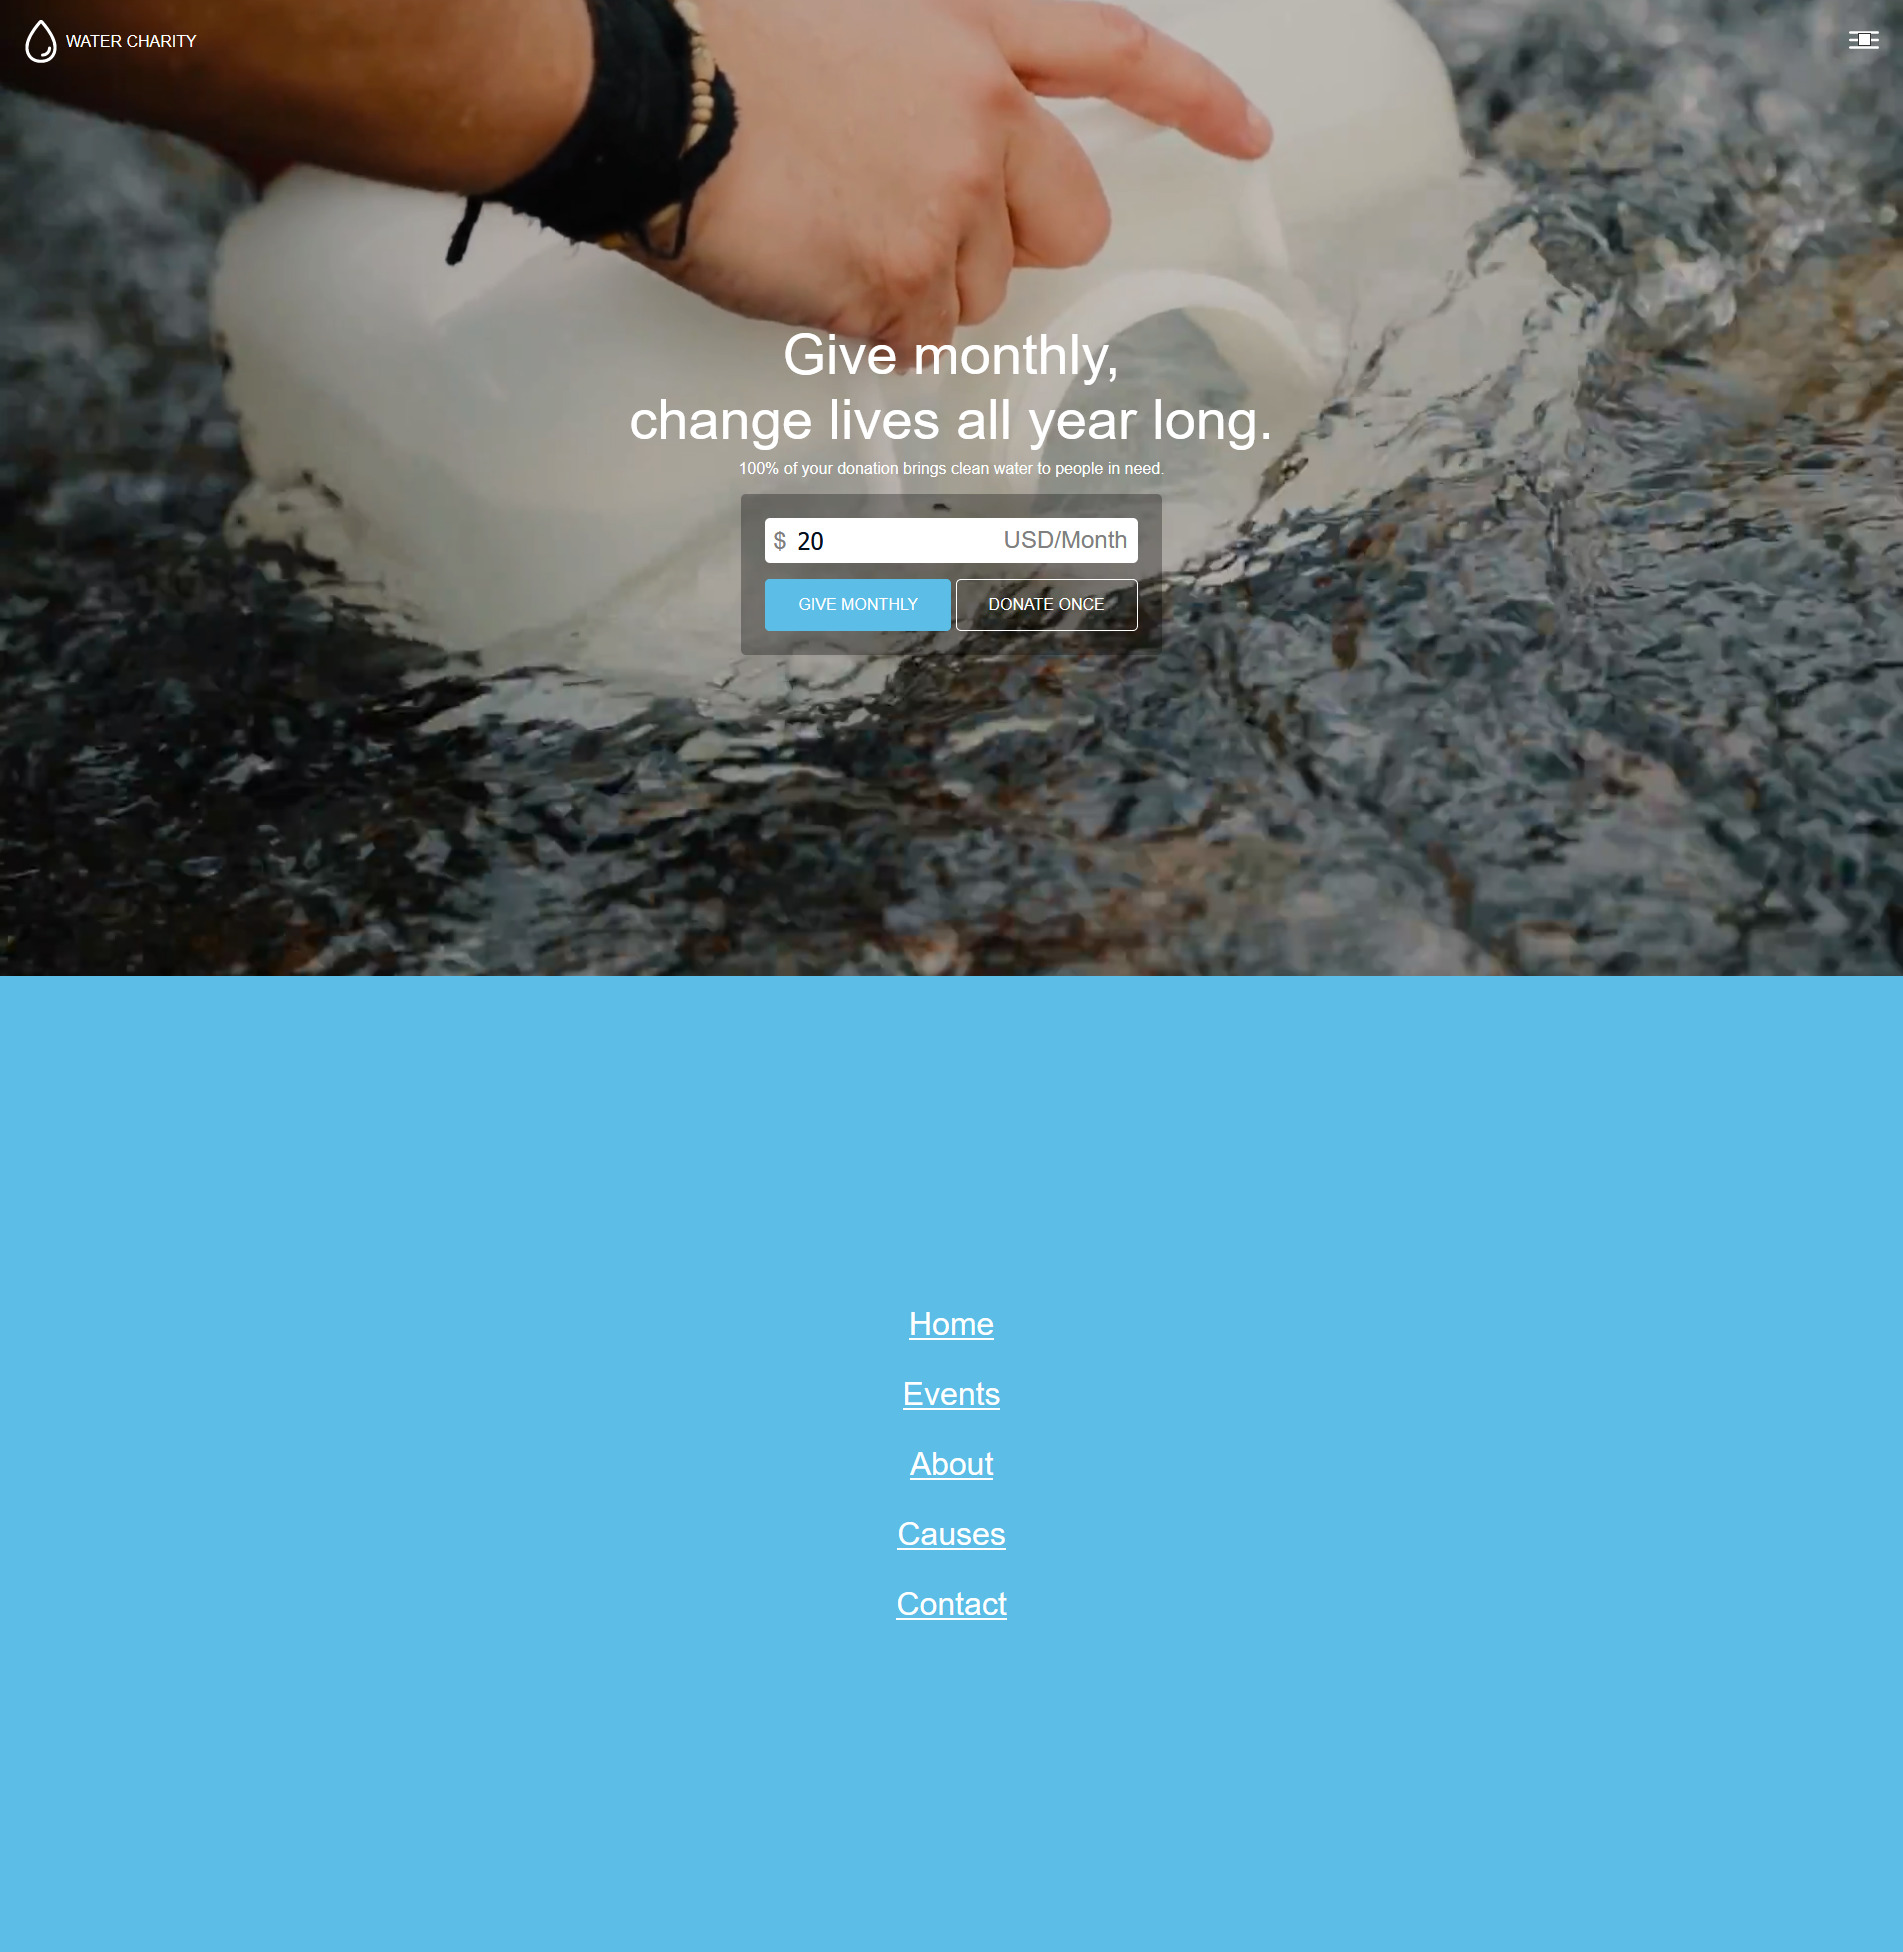 WATER CHARITY
Give monthly,
change lives all year long.
100% of your donation brings clean water to people in need.
$ 20 USD/Month
GIVE MONTHLY DONATE ONCE
Home
Events
About
Causes
Contact